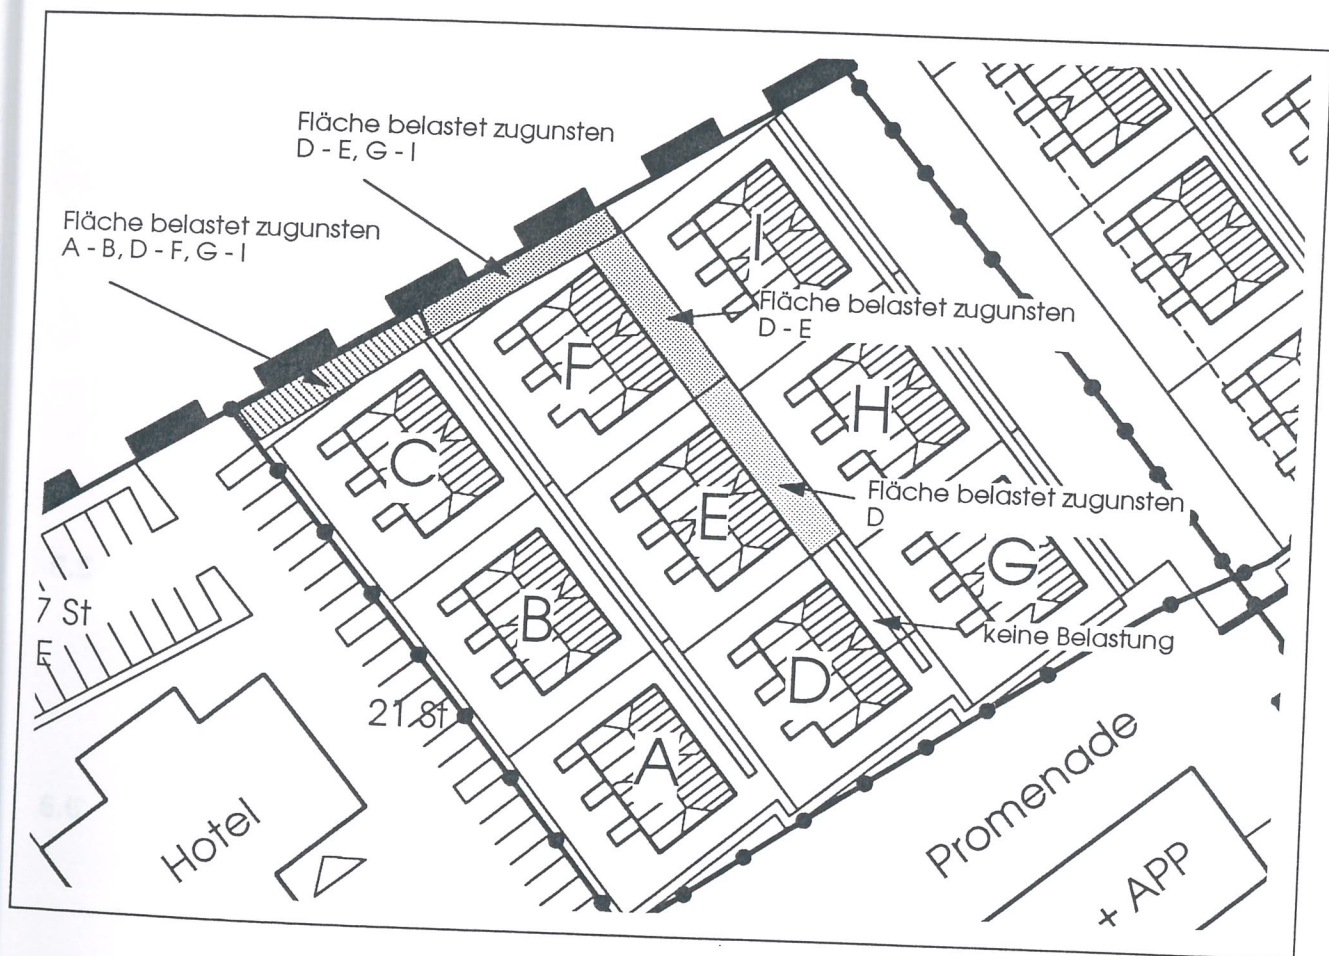 Fläche belastet zugunsten
D - E, G - I
Fläche belastet zugunsten
A - B, D - F, G - I
I
Fläche belastet zugunsten
D - E
F
H
C
Fläche belastet zugunsten
D
E
G
7 St
E
B
keine Belastung
D
21 St
A
Promenade
Hotel
+ APP